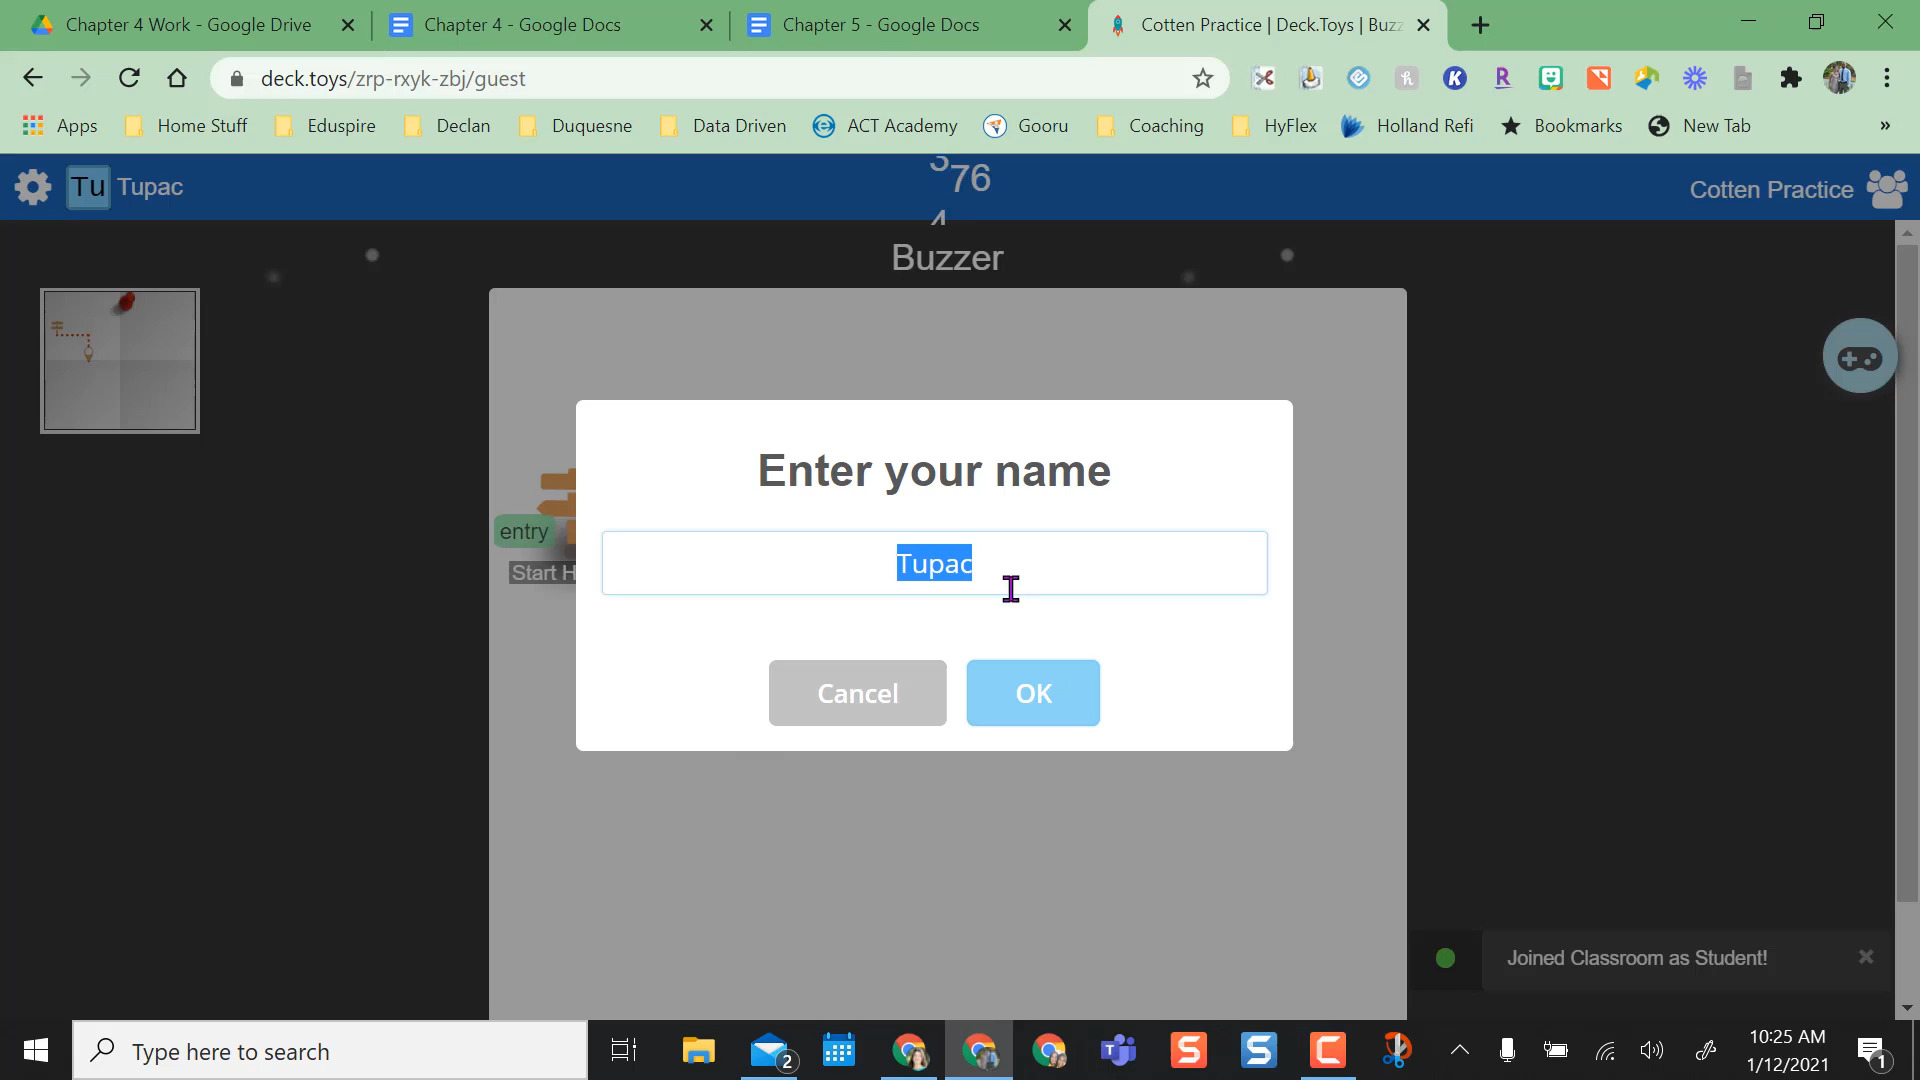 Chapter 4 Work - Google Drive
Chapter 4 - Google Docs
Chapter 5 - Google Docs
Cotten Practice | Deck.Toys | Buzz
deck.toys/zrp-rxyk-zbj/guest
Apps
Home Stuff
Eduspire
Declan
Duquesne
Data Driven
ACT Academy
Gooru
Coaching
HyFlex
Holland Refi
Bookmarks
New Tab
»
Tu Tupac
376
4
Cotten Practice
Buzzer
Enter your name
Tupac
entry
Start H
Cancel
OK
Joined Classroom as Student!
Type here to search
2
10:25 AM
1/12/2021
1